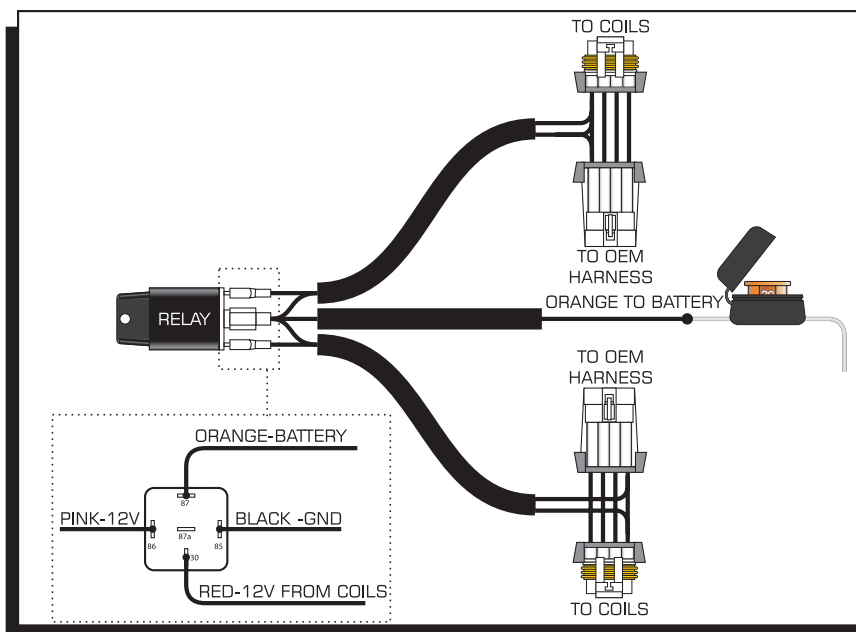 TO COILS
TO OEM
HARNESS
ORANGE TO BATTERY
RELAY
TO OEM
HARNESS
ORANGE-BATTERY
87
PINK-12V
BLACK -GND
87a
86
85
30
RED-12V FROM COILS
TO COILS